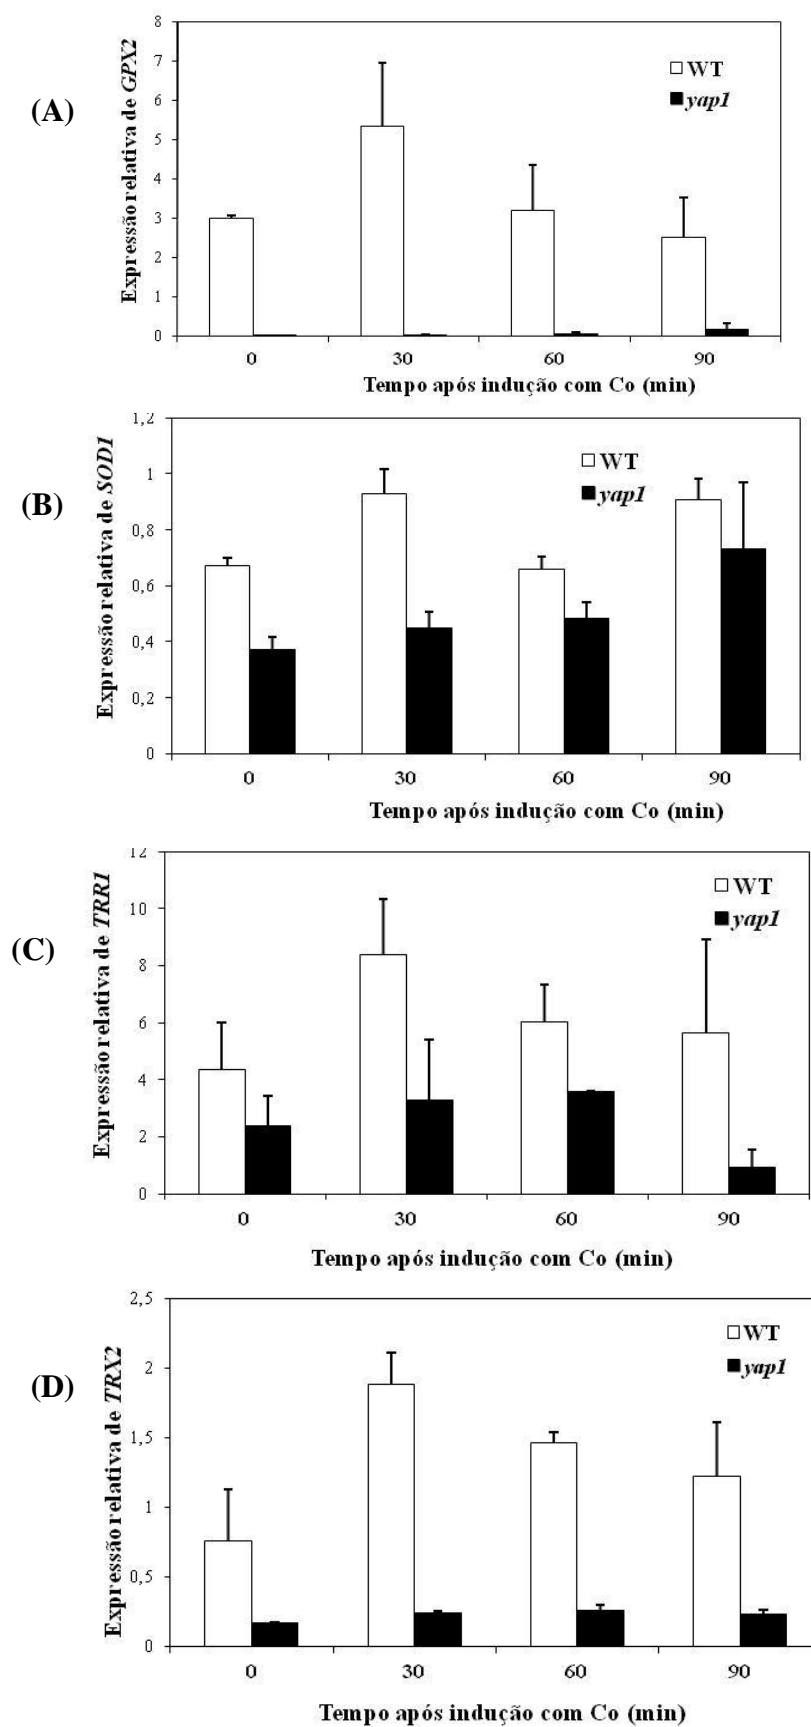 (A)
Expressão relativa de GPX2
8
7
6
5
4
3
2
1
0
WT
yap1
0 30 60 90
Tempo após indução com Co (min)
(B)
Expressão relativa de SOD1
1,2
1
0,8
0,6
0,4
0,2
0
WT
yap1
0 30 60 90
Tempo após indução com Co (min)
(C)
Expressão relativa de TRR1
12
10
8
6
4
2
0
WT
yap1
0 30 60 90
Tempo após indução com Co (min)
(D)
Expressão relativa de TRX2
2,5
2
1,5
1
0,5
0
WT
yap1
0 30 60 90
Tempo após indução com Co (min)